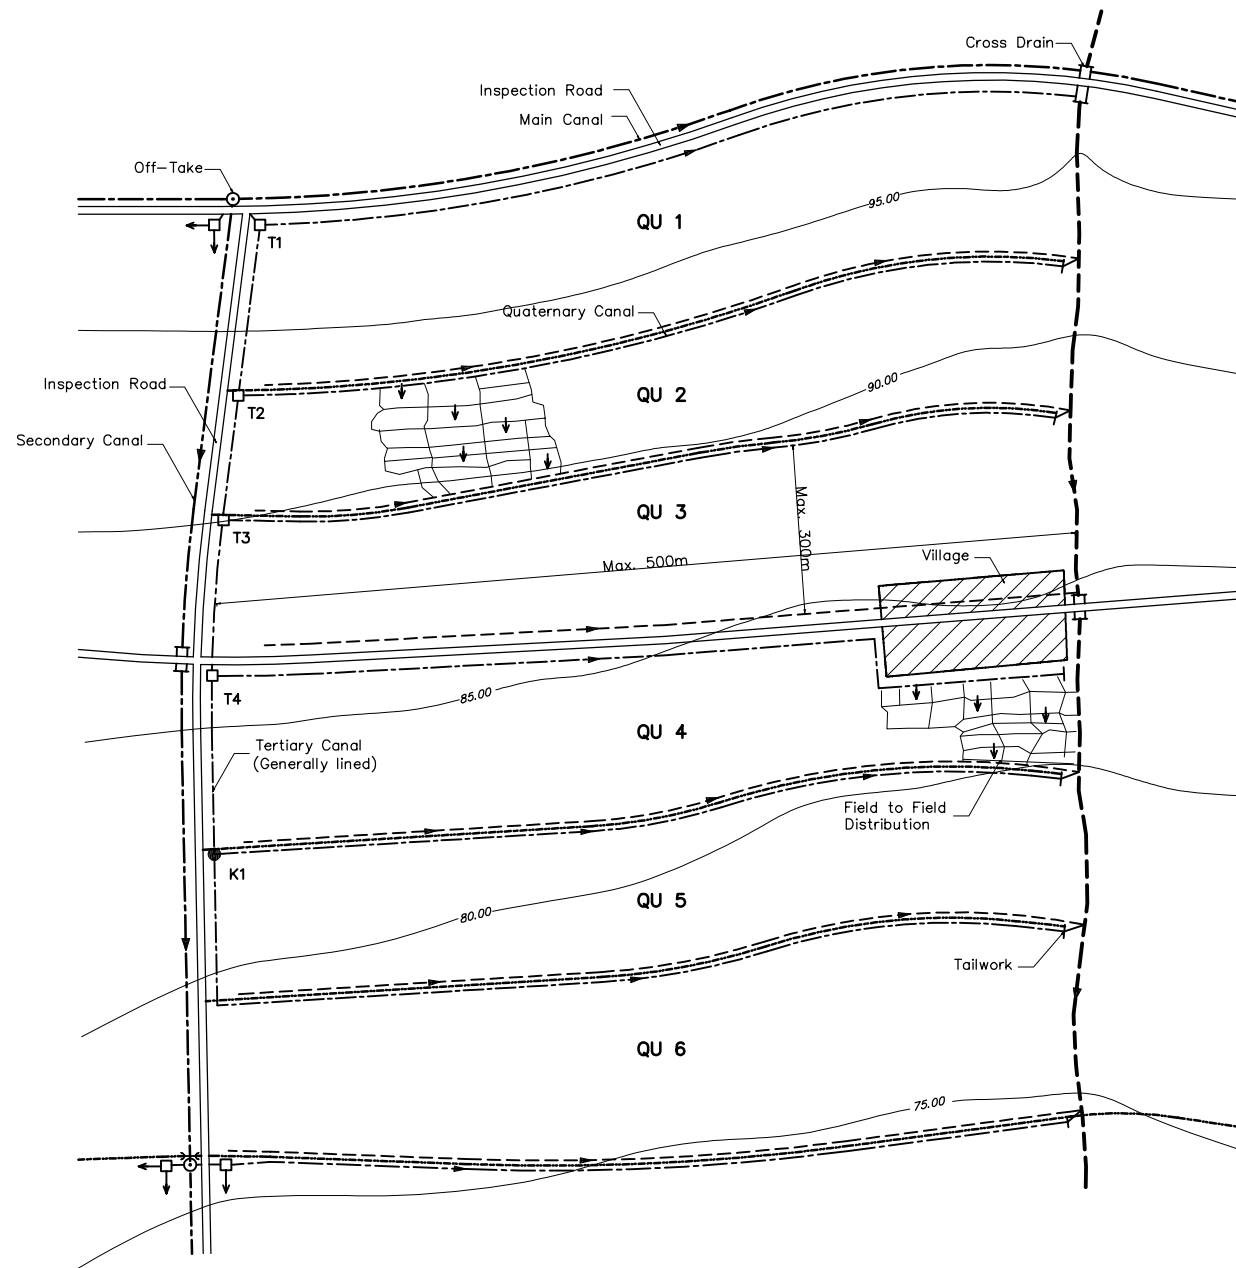 Cross Drain
Inspection Road
Main Canal
Off-Take
95.00
QU 1
T1
Quaternary Canal
Inspection Road
90.00
QU 2
T2
Secondary Canal
Max. 300m
QU 3
T3
Village
Max. 500m
85.00
T4
QU 4
Tertiary Canal
(Generally lined)
Field to Field
Distribution
K1
QU 5
80.00
Tailwork
QU 6
75.00